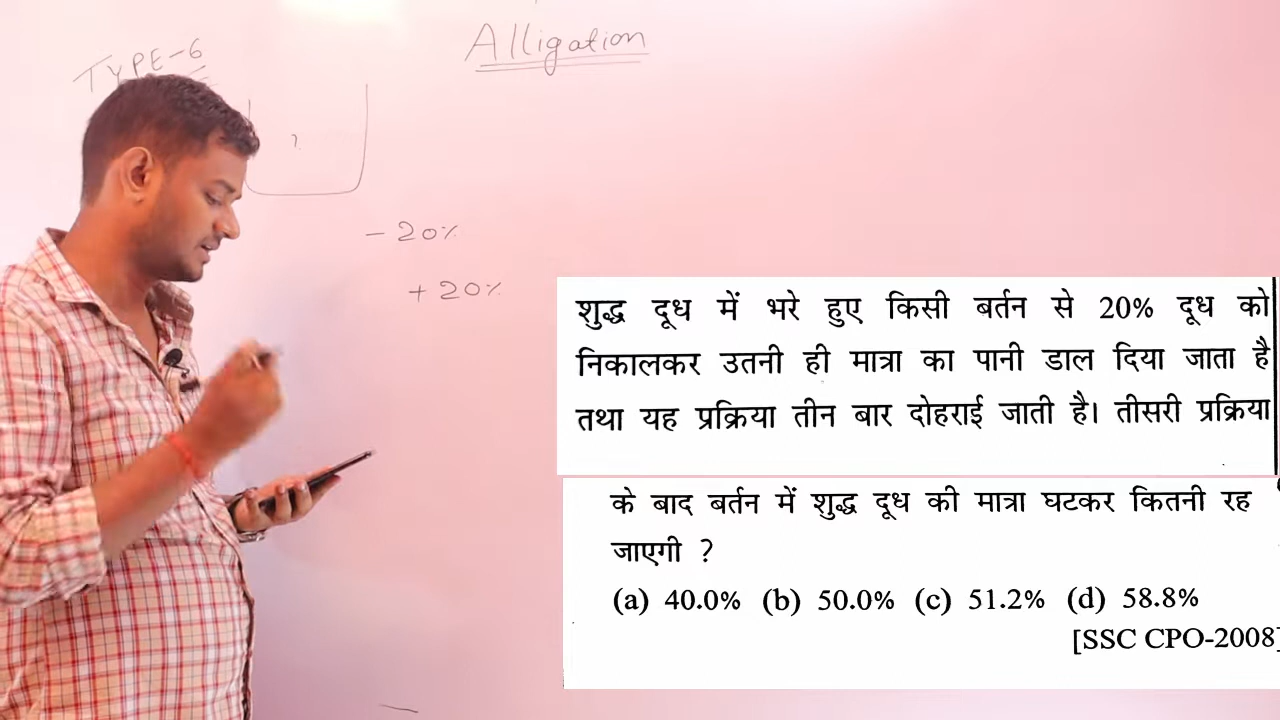 TYPE-6
Alligation
- 20%
+ 20%
शुद्ध दूध में भरे हुए किसी बर्तन से 20% दूध को
निकालकर उतनी ही मात्रा का पानी डाल दिया जाता है
तथा यह प्रक्रिया तीन बार दोहराई जाती है। तीसरी प्रक्रिया
के बाद बर्तन में शुद्ध दूध की मात्रा घटकर कितनी रह
जाएगी ?
(a) 40.0% (b) 50.0% (c) 51.2% (d) 58.8%
[SSC CPO-2008]